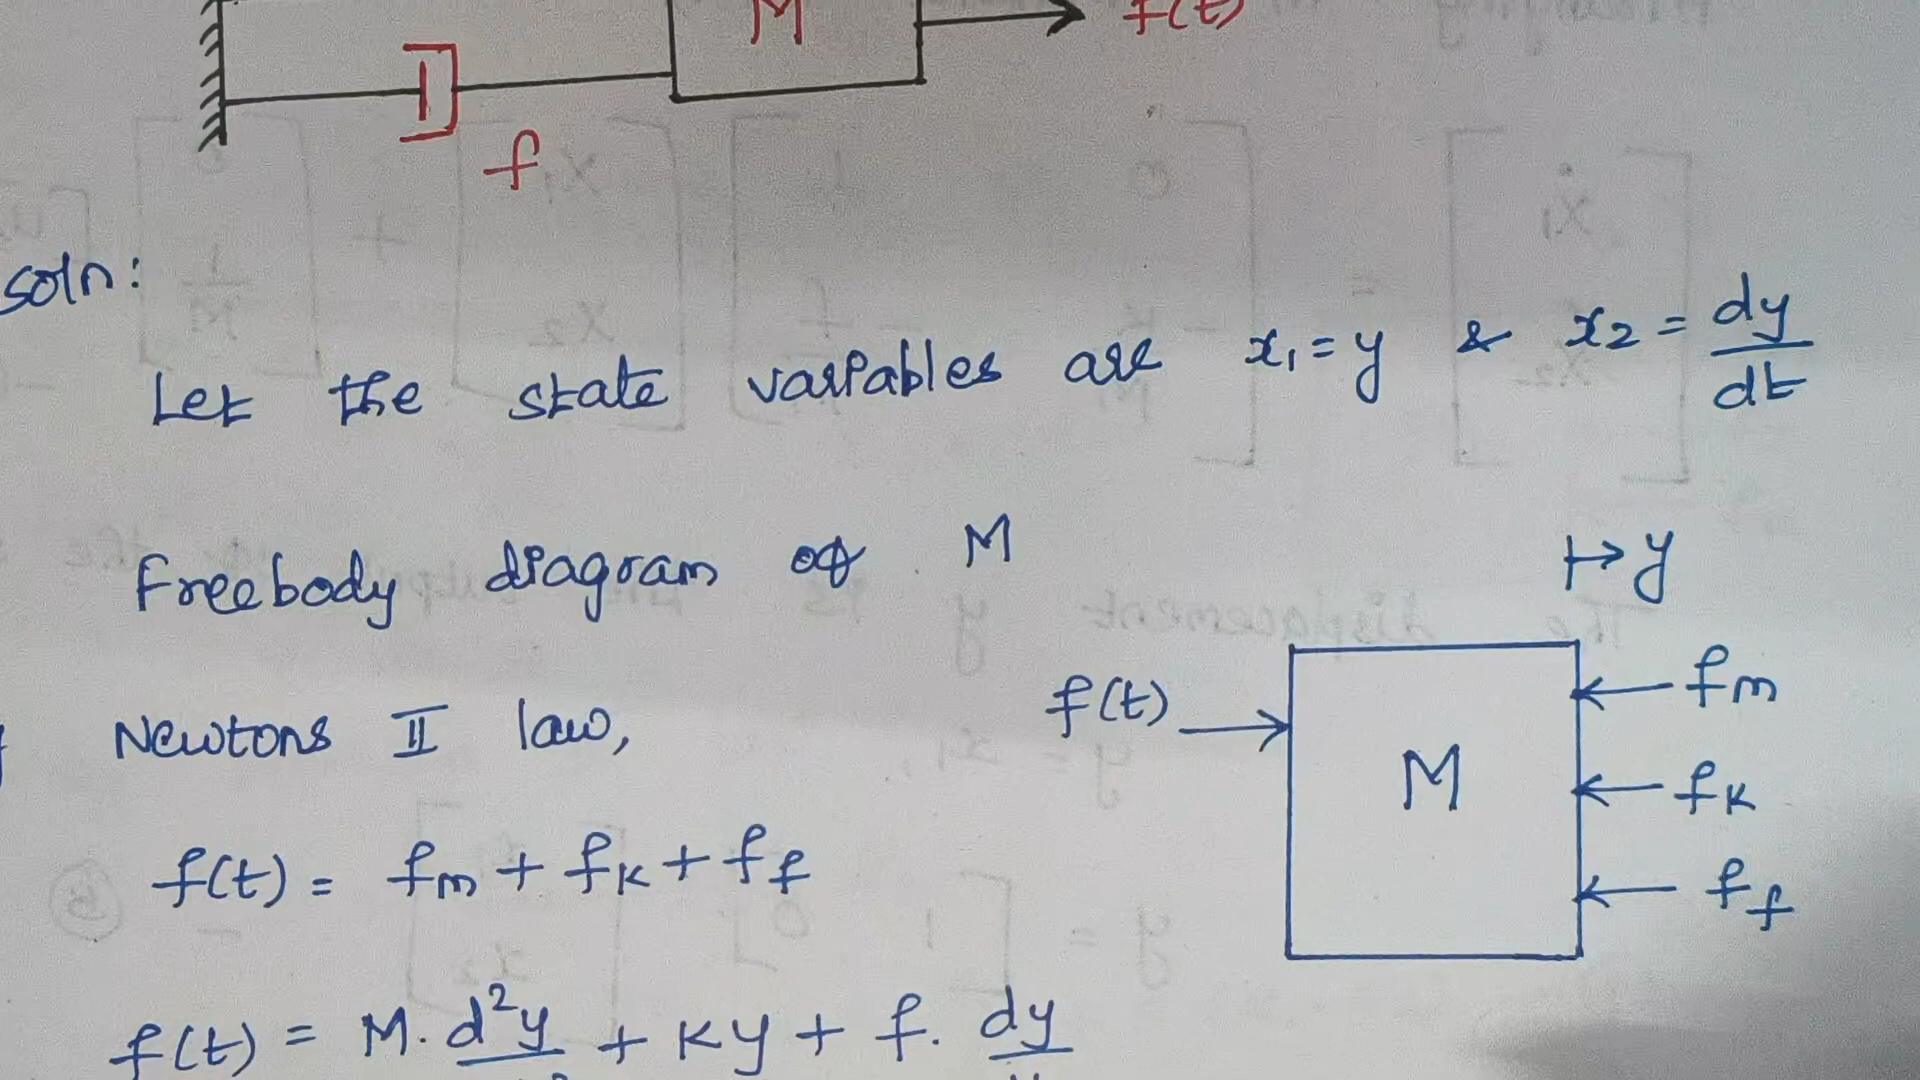 M
f(t)
f
soln:
Let the state variables are x₁ = y & x₂ = dy/dt
Freebody diagram of M
↦ y
Newtons II law,
f(t)
M
fm
fk
ff
f(t) = fm + fk + ff
f(t) = M. d²y + ky + f. dy